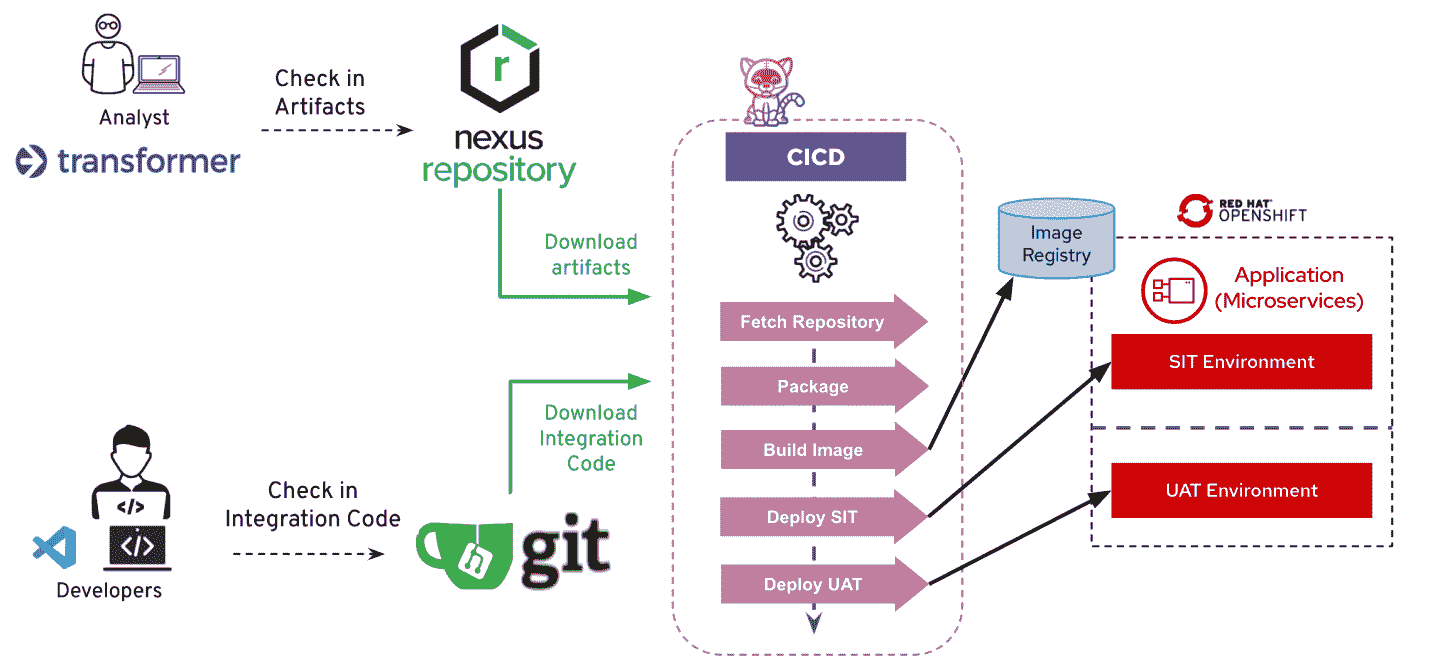 Analyst
transformer
Check in
Artifacts
r
nexus
repository
Download
artifacts
Developers
</>
</>
Check in
Integration Code
git
Download
Integration
Code
CICD
Fetch Repository
Package
Build Image
Deploy SIT
Deploy UAT
Image
Registry
RED HAT
OPENSHIFT
Application
(Microservices)
SIT Environment
UAT Environment